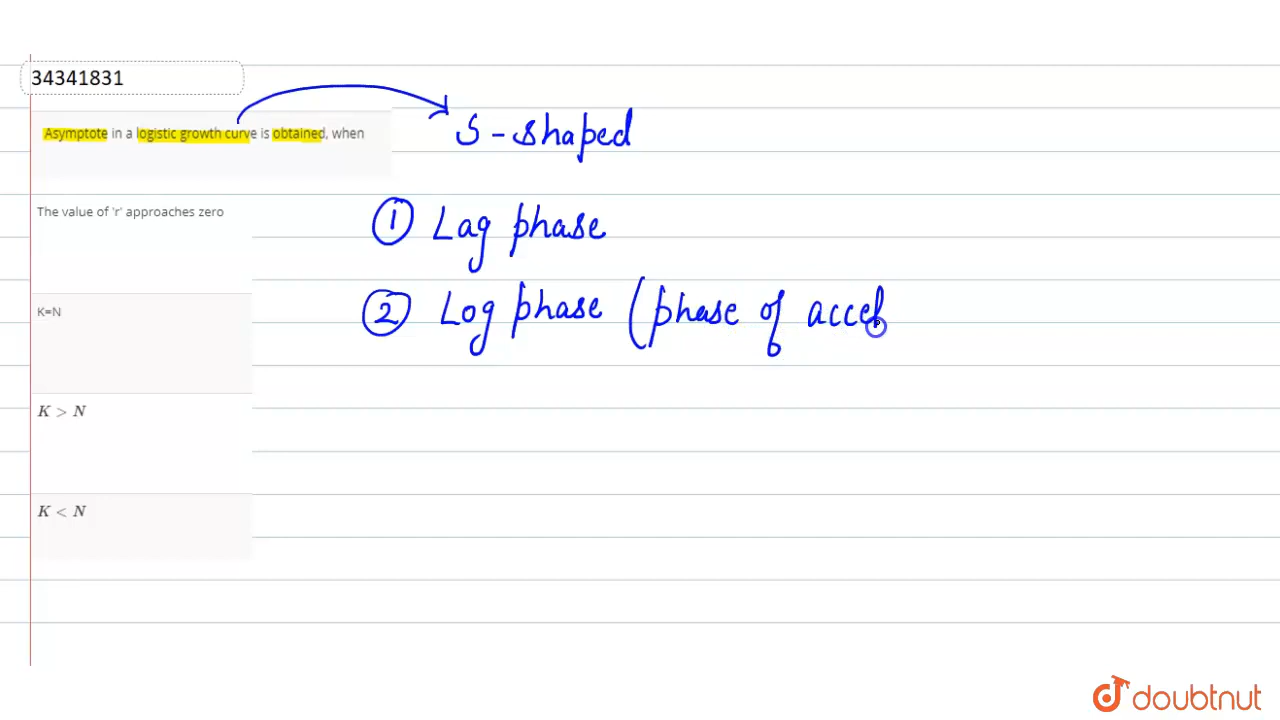 34341831
Asymptote in a logistic growth curve is obtained, when
S-shaped
The value of 'r' approaches zero
① Lag phase
② Log phase (phase of accel
K=N
K > N
K < N
doubtnut